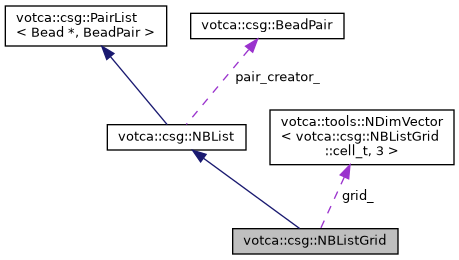 votca::csg::PairList
< Bead *, BeadPair >
votca::csg::BeadPair
pair_creator_
votca::csg::NBList
votca::tools::NDimVector
< votca::csg::NBListGrid
::cell_t, 3 >
grid_
votca::csg::NBListGrid